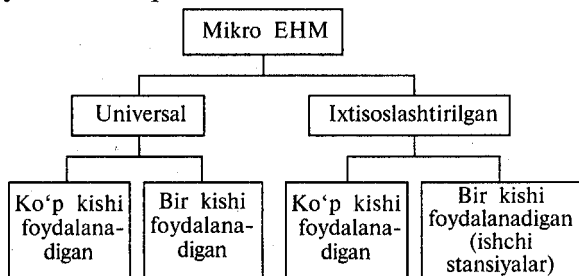 Mikro EHM
Universal
Ixtisoslashtirilgan
Ko‘p kishi
foydalana-
digan
Bir kishi
foydalana-
digan
Ko‘p kishi
foydalana-
digan
Bir kishi
foydalanadigan
(ishchi
stansiyalar)